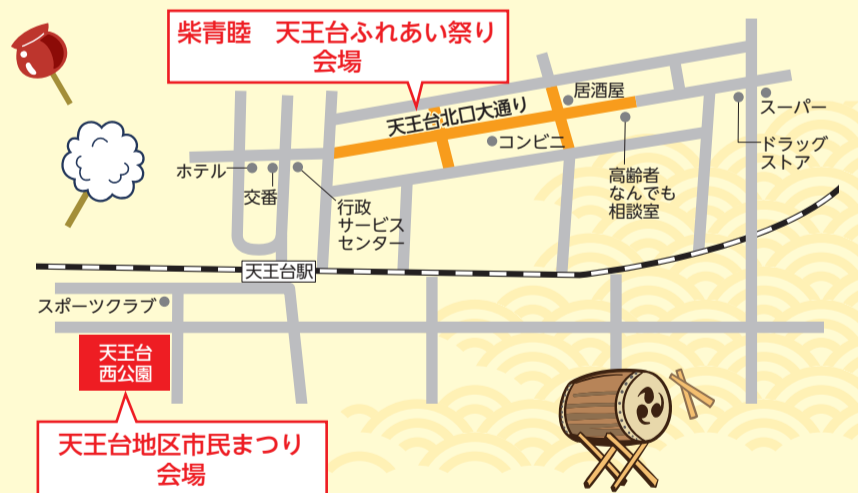 柴青睦　天王台ふれあい祭り
会場
天王台北口大通り
居酒屋
スーパー
コンビニ
ドラッグ
ストア
ホテル
交番
行政
サービス
センター
高齢者
なんでも
相談室
天王台駅
スポーツクラブ
天王台
西公園
天王台地区市民まつり
会場